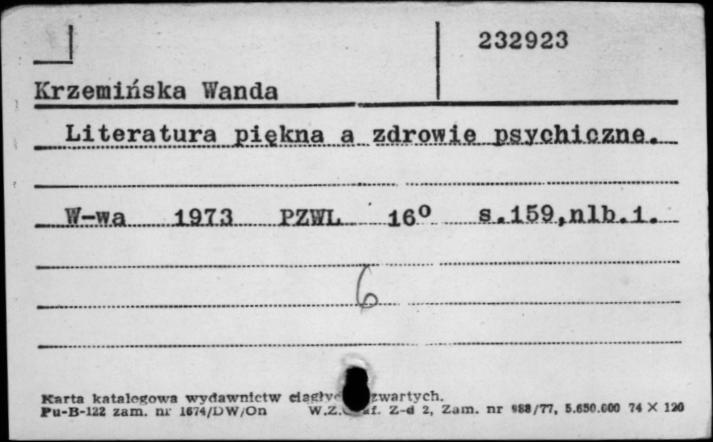 232923
Krzemińska Wanda
Literatura piękna a zdrowie psychiczne.
W-wa 1973 PZWL 16° s.159,nlb.1.
6
Karta katalogowa wydawnictw zwartych.
Pu-B-122 zam. nr 1674/DW/On W.Z. Z-d 2, Zam. nr 988/77, 5.650.000 74 X 120